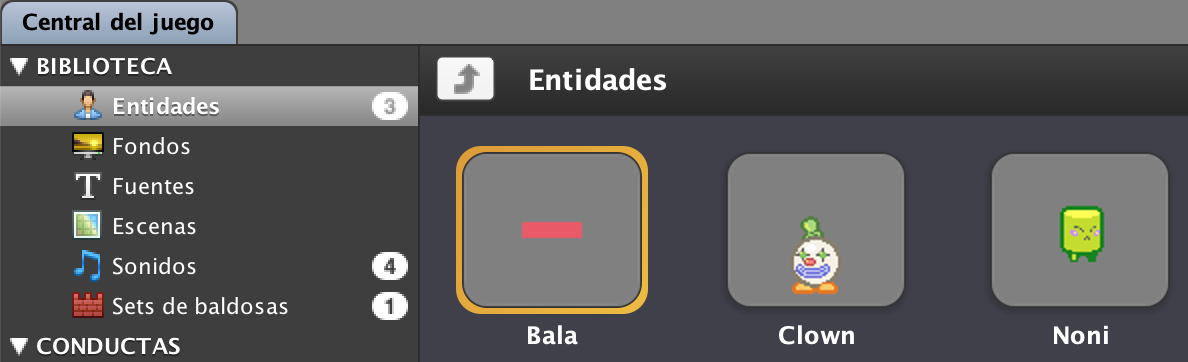 Central del juego
▼ BIBLIOTECA
Entidades 3
Fondos
Fuentes
Escenas
Sonidos 4
Sets de baldosas 1
▼ CONDUCTAS
Entidades
Bala Clown Noni